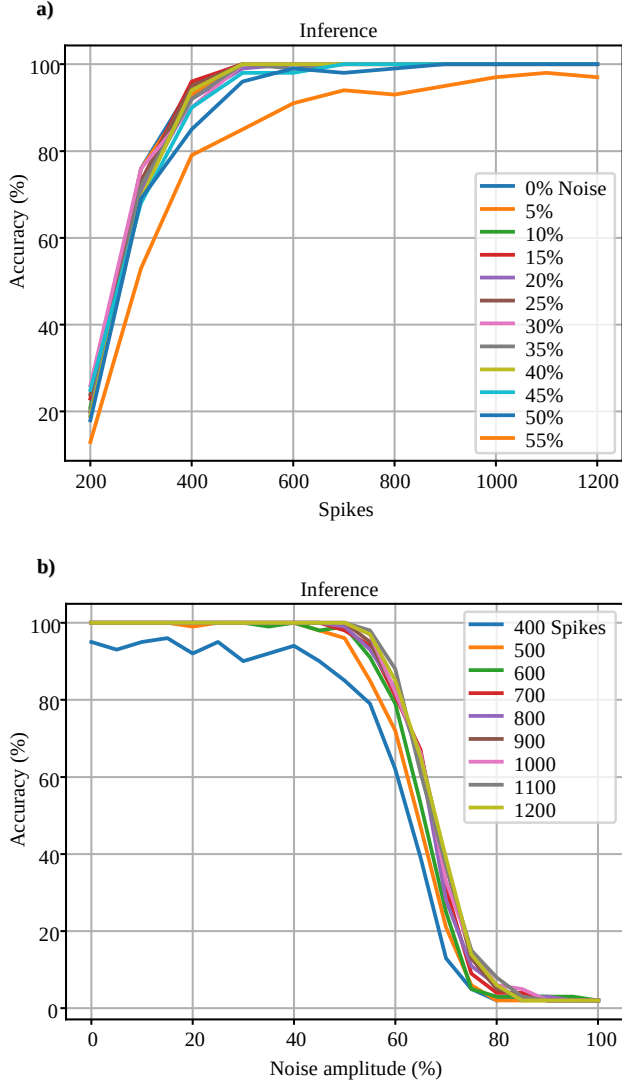 a)
Inference
Accuracy (%)
100
80
60
40
20
0% Noise
5%
10%
15%
20%
25%
30%
35%
40%
45%
50%
55%
200 400 600 800 1000 1200
Spikes
b)
Inference
Accuracy (%)
100
80
60
40
20
0
400 Spikes
500
600
700
800
900
1000
1100
1200
0 20 40 60 80 100
Noise amplitude (%)